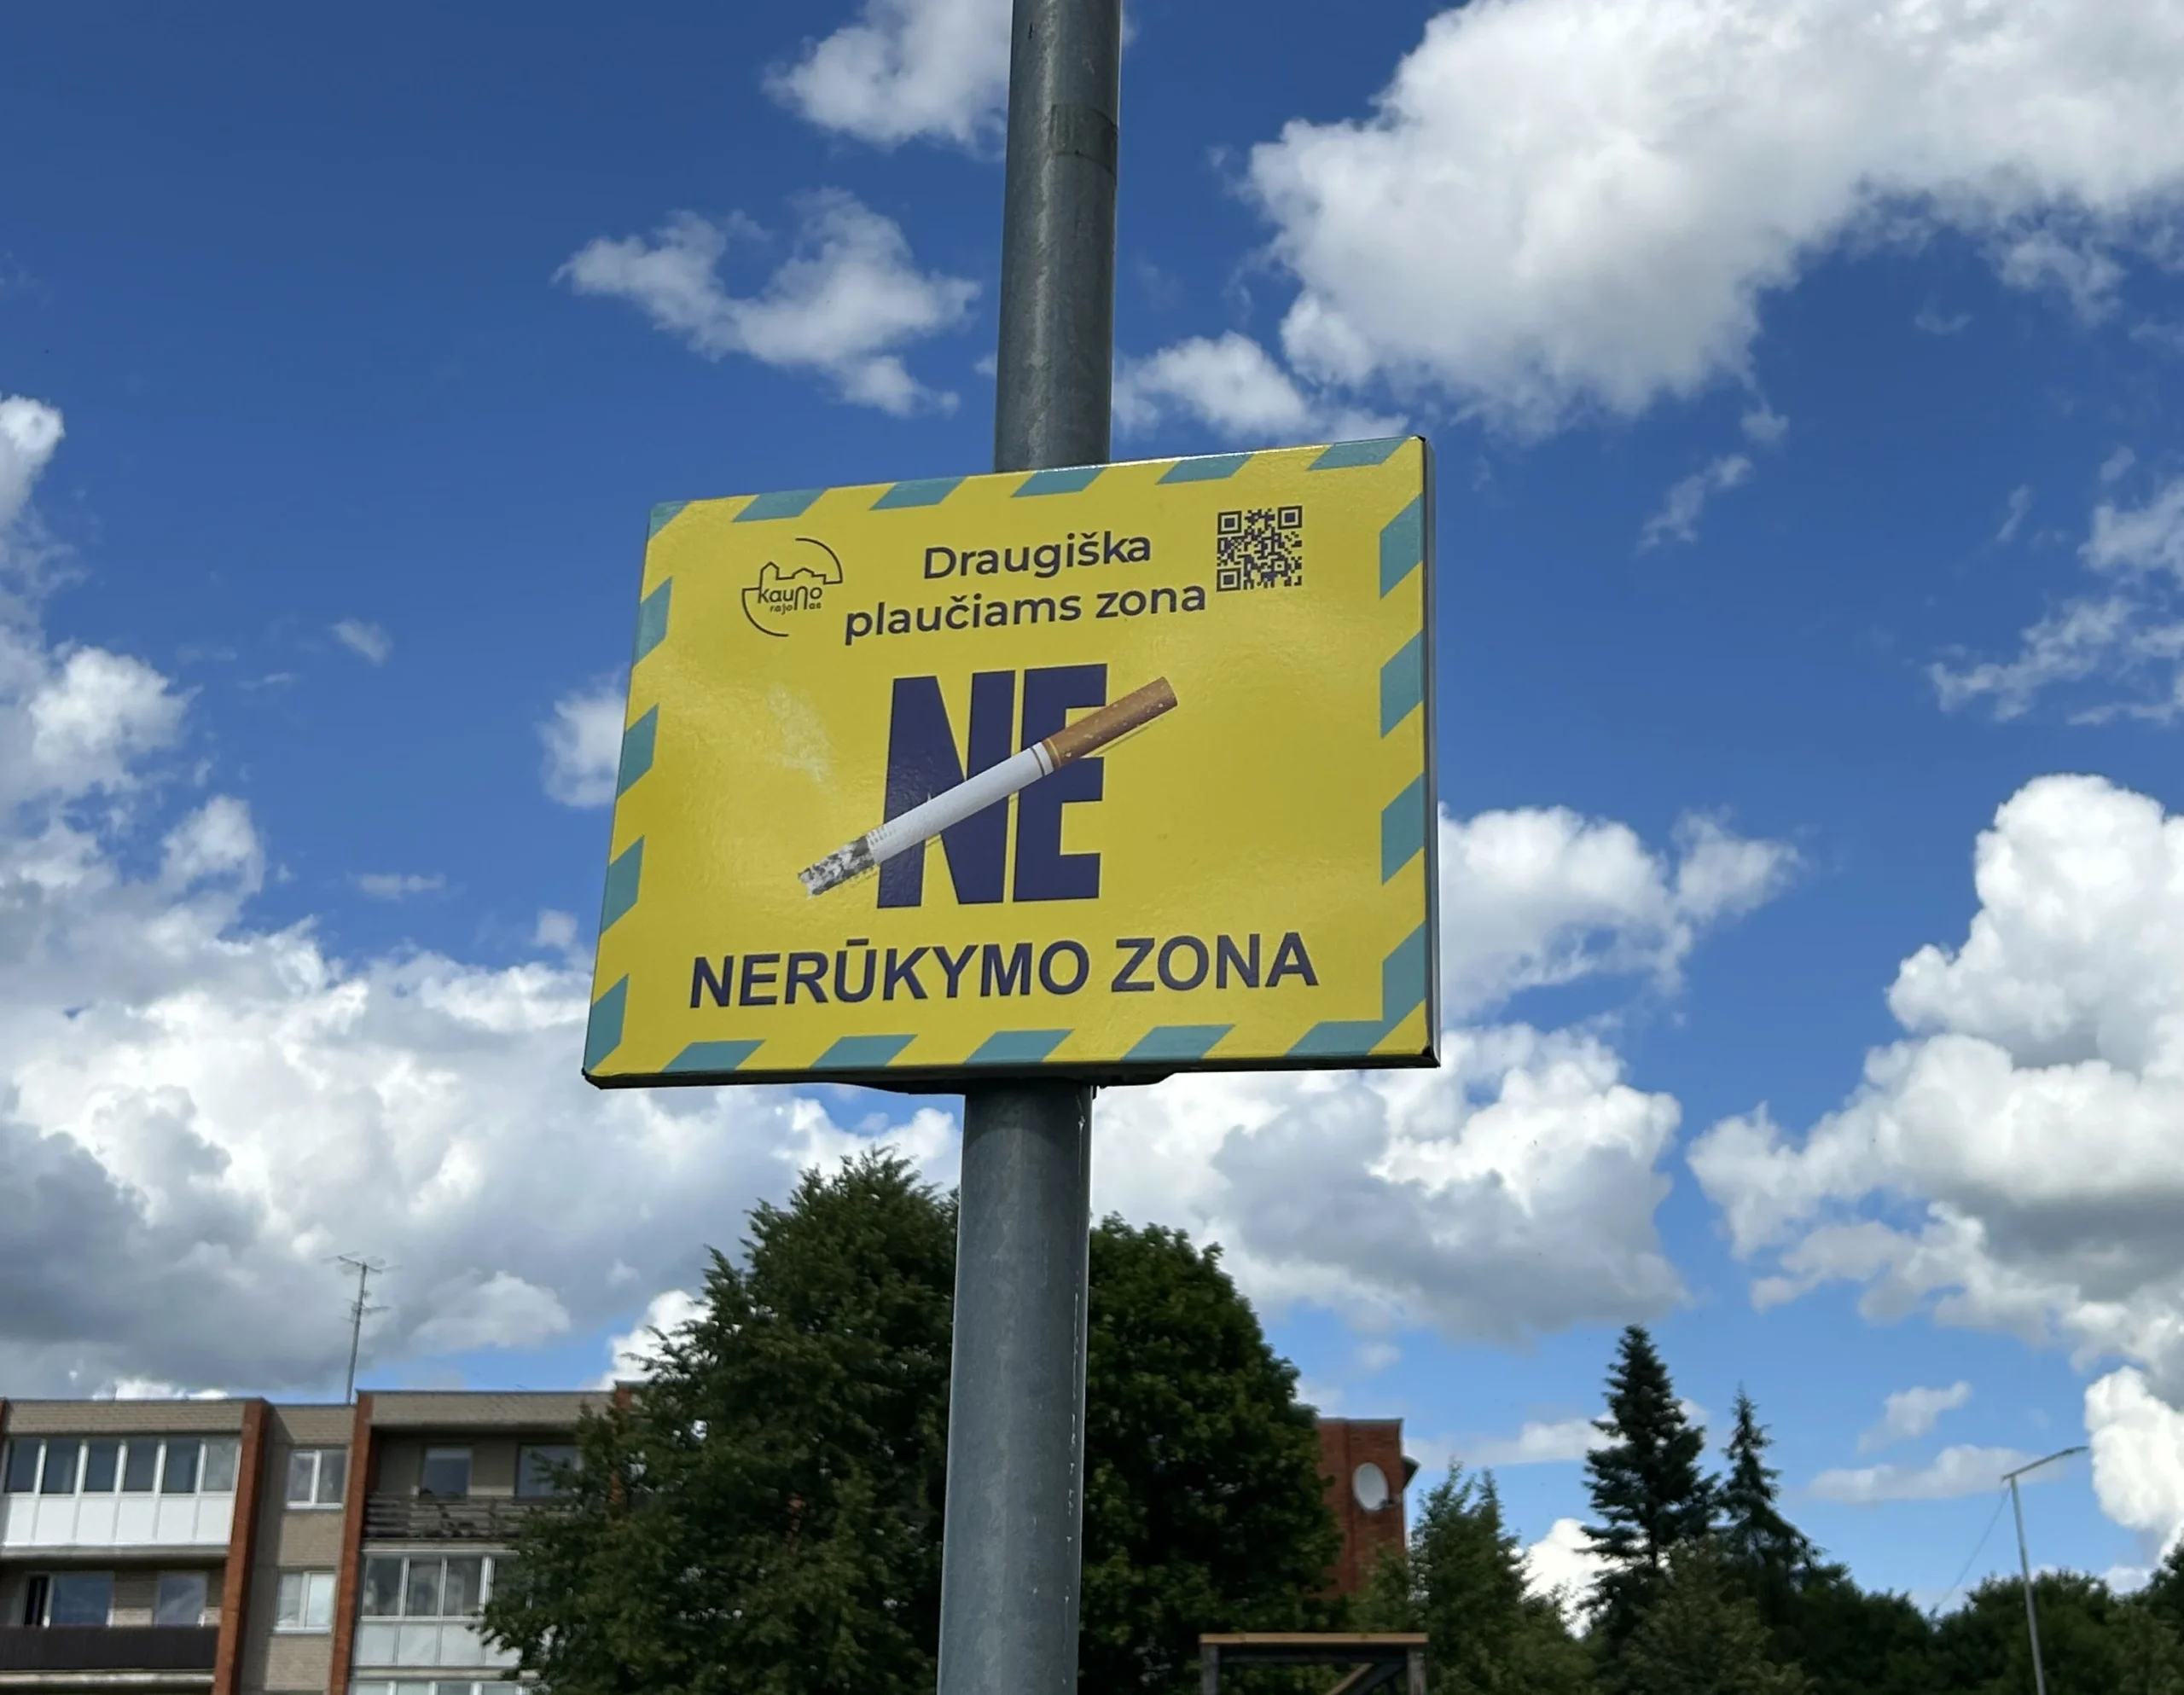 kauno
rajonas
Draugiška
plaučiams zona
NE
NERŪKYMO ZONA